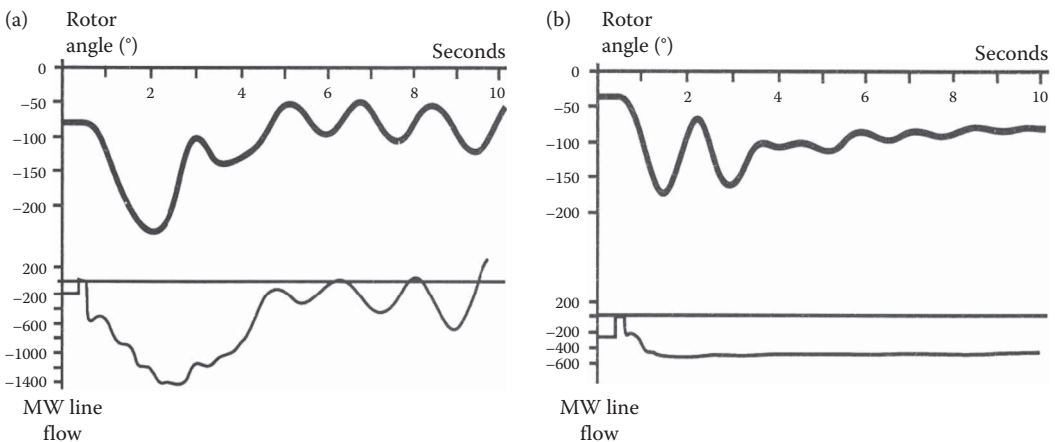 (a)
Rotor
angle (°)
Seconds
0
2
4
6
8
10
–50
–100
–150
–200
200
–200
–600
–1000
–1400
MW line
flow
(b)
Rotor
angle (°)
Seconds
0
2
4
6
8
10
–50
–100
–150
–200
200
–200
–400
–600
MW line
flow